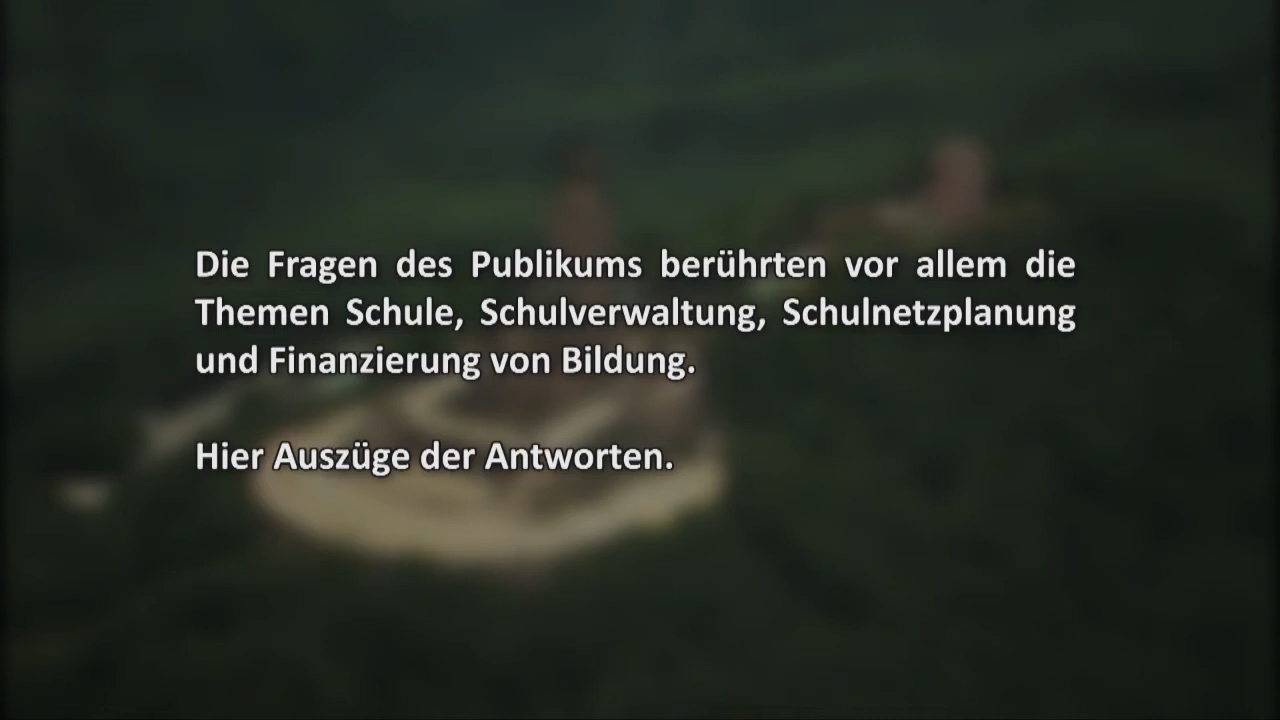 Die Fragen des Publikums berührten vor allem die
Themen Schule, Schulverwaltung, Schulnetzplanung
und Finanzierung von Bildung.
Hier Auszüge der Antworten.